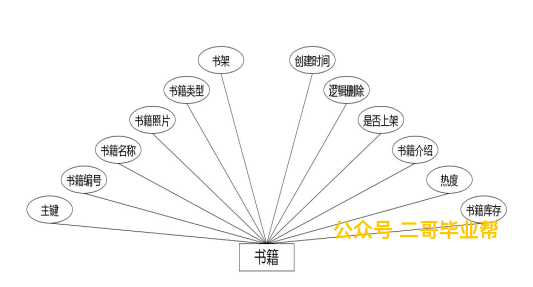 书架
创建时间
书籍类型
逻辑删除
书籍照片
是否上架
书籍名称
书籍介绍
书籍编号
热度
主键
书籍库存
公众号 二哥毕业帮
书籍